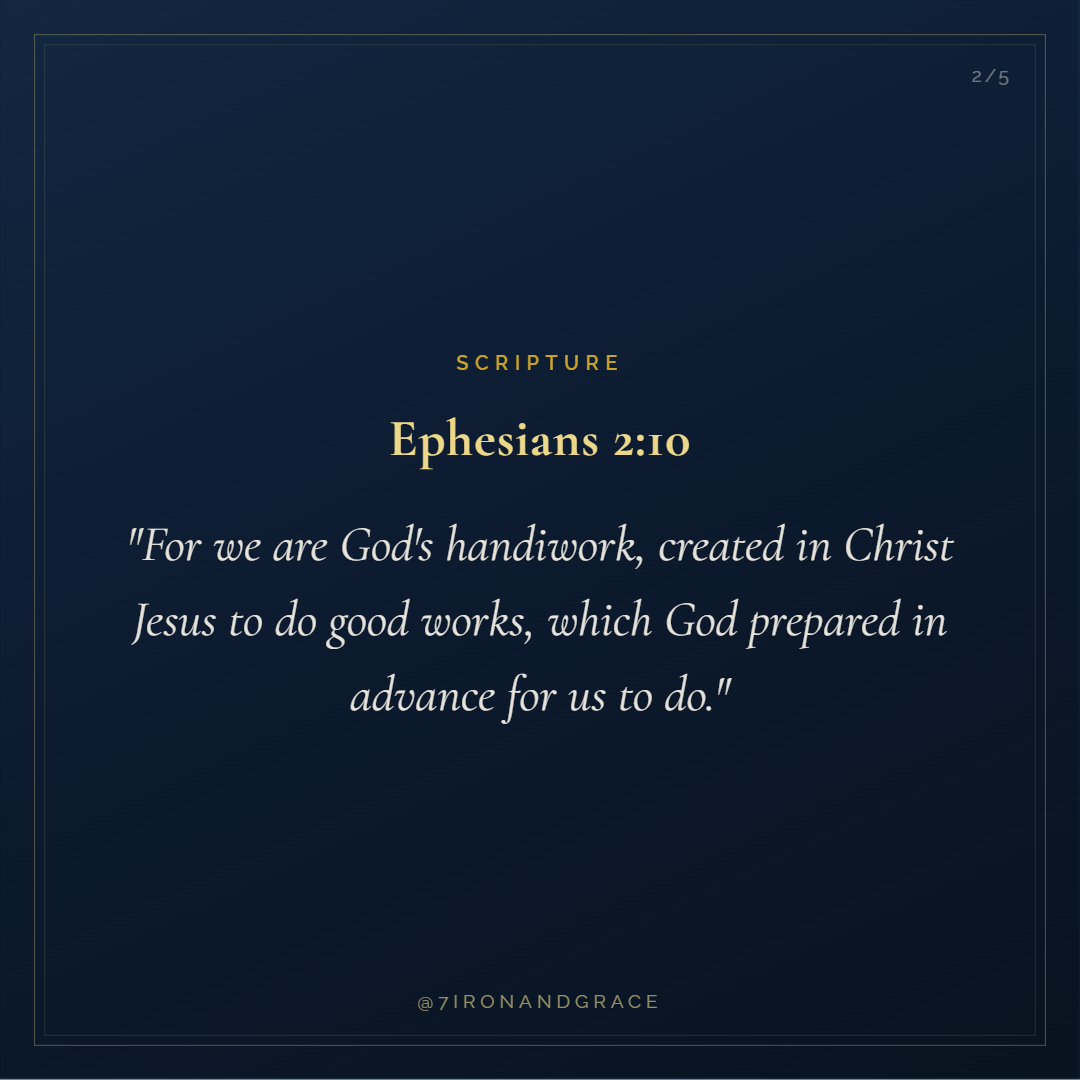 2/5
SCRIPTURE
Ephesians 2:10
"For we are God's handiwork, created in Christ
Jesus to do good works, which God prepared in
advance for us to do."
@7IRONANDGRACE